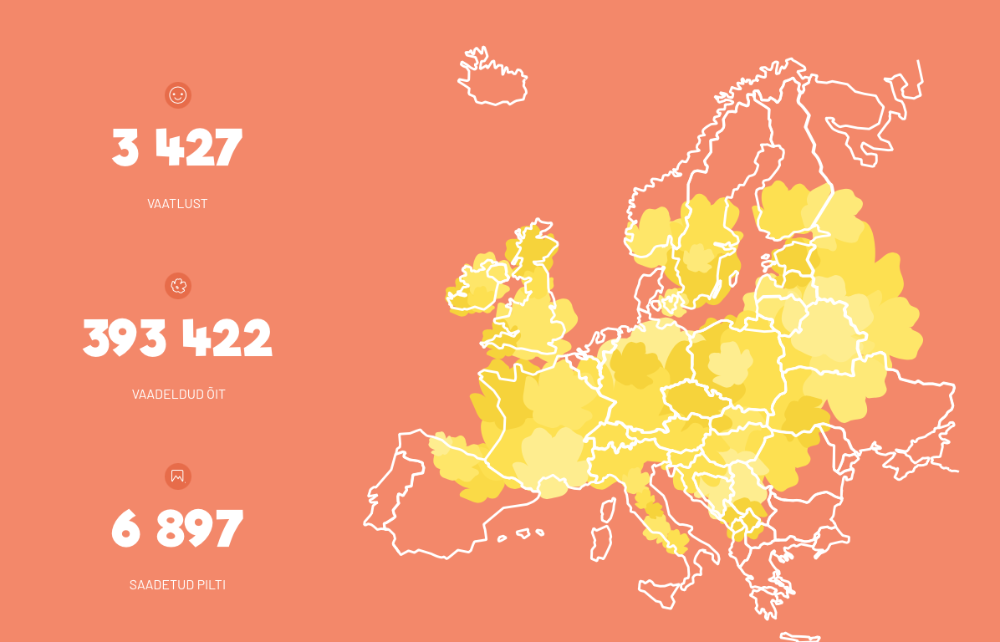 3 427
VAATLUST
393 422
VAADELDUD ÕIT
6 897
SAADETUD PILTI